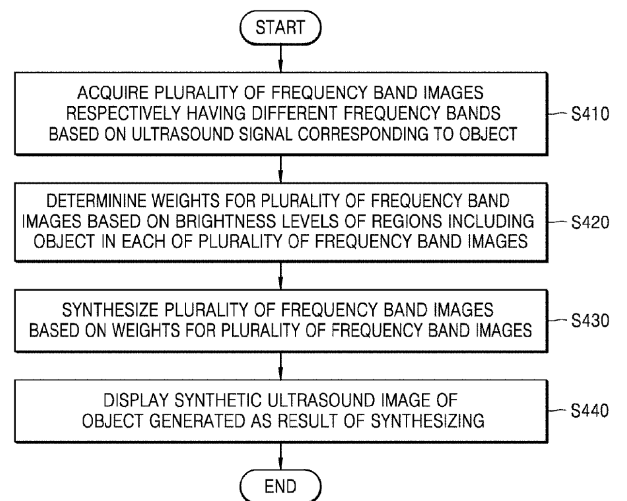 START
ACQUIRE PLURALITY OF FREQUENCY BAND IMAGES
RESPECTIVELY HAVING DIFFERENT FREQUENCY BANDS
BASED ON ULTRASOUND SIGNAL CORRESPONDING TO OBJECT
S410
DETERMININE WEIGHTS FOR PLURALITY OF FREQUENCY BAND
IMAGES BASED ON BRIGHTNESS LEVELS OF REGIONS INCLUDING
OBJECT IN EACH OF PLURALITY OF FREQUENCY BAND IMAGES
S420
SYNTHESIZE PLURALITY OF FREQUENCY BAND IMAGES
BASED ON WEIGHTS FOR PLURALITY OF FREQUENCY BAND IMAGES
S430
DISPLAY SYNTHETIC ULTRASOUND IMAGE OF
OBJECT GENERATED AS RESULT OF SYNTHESIZING
S440
END